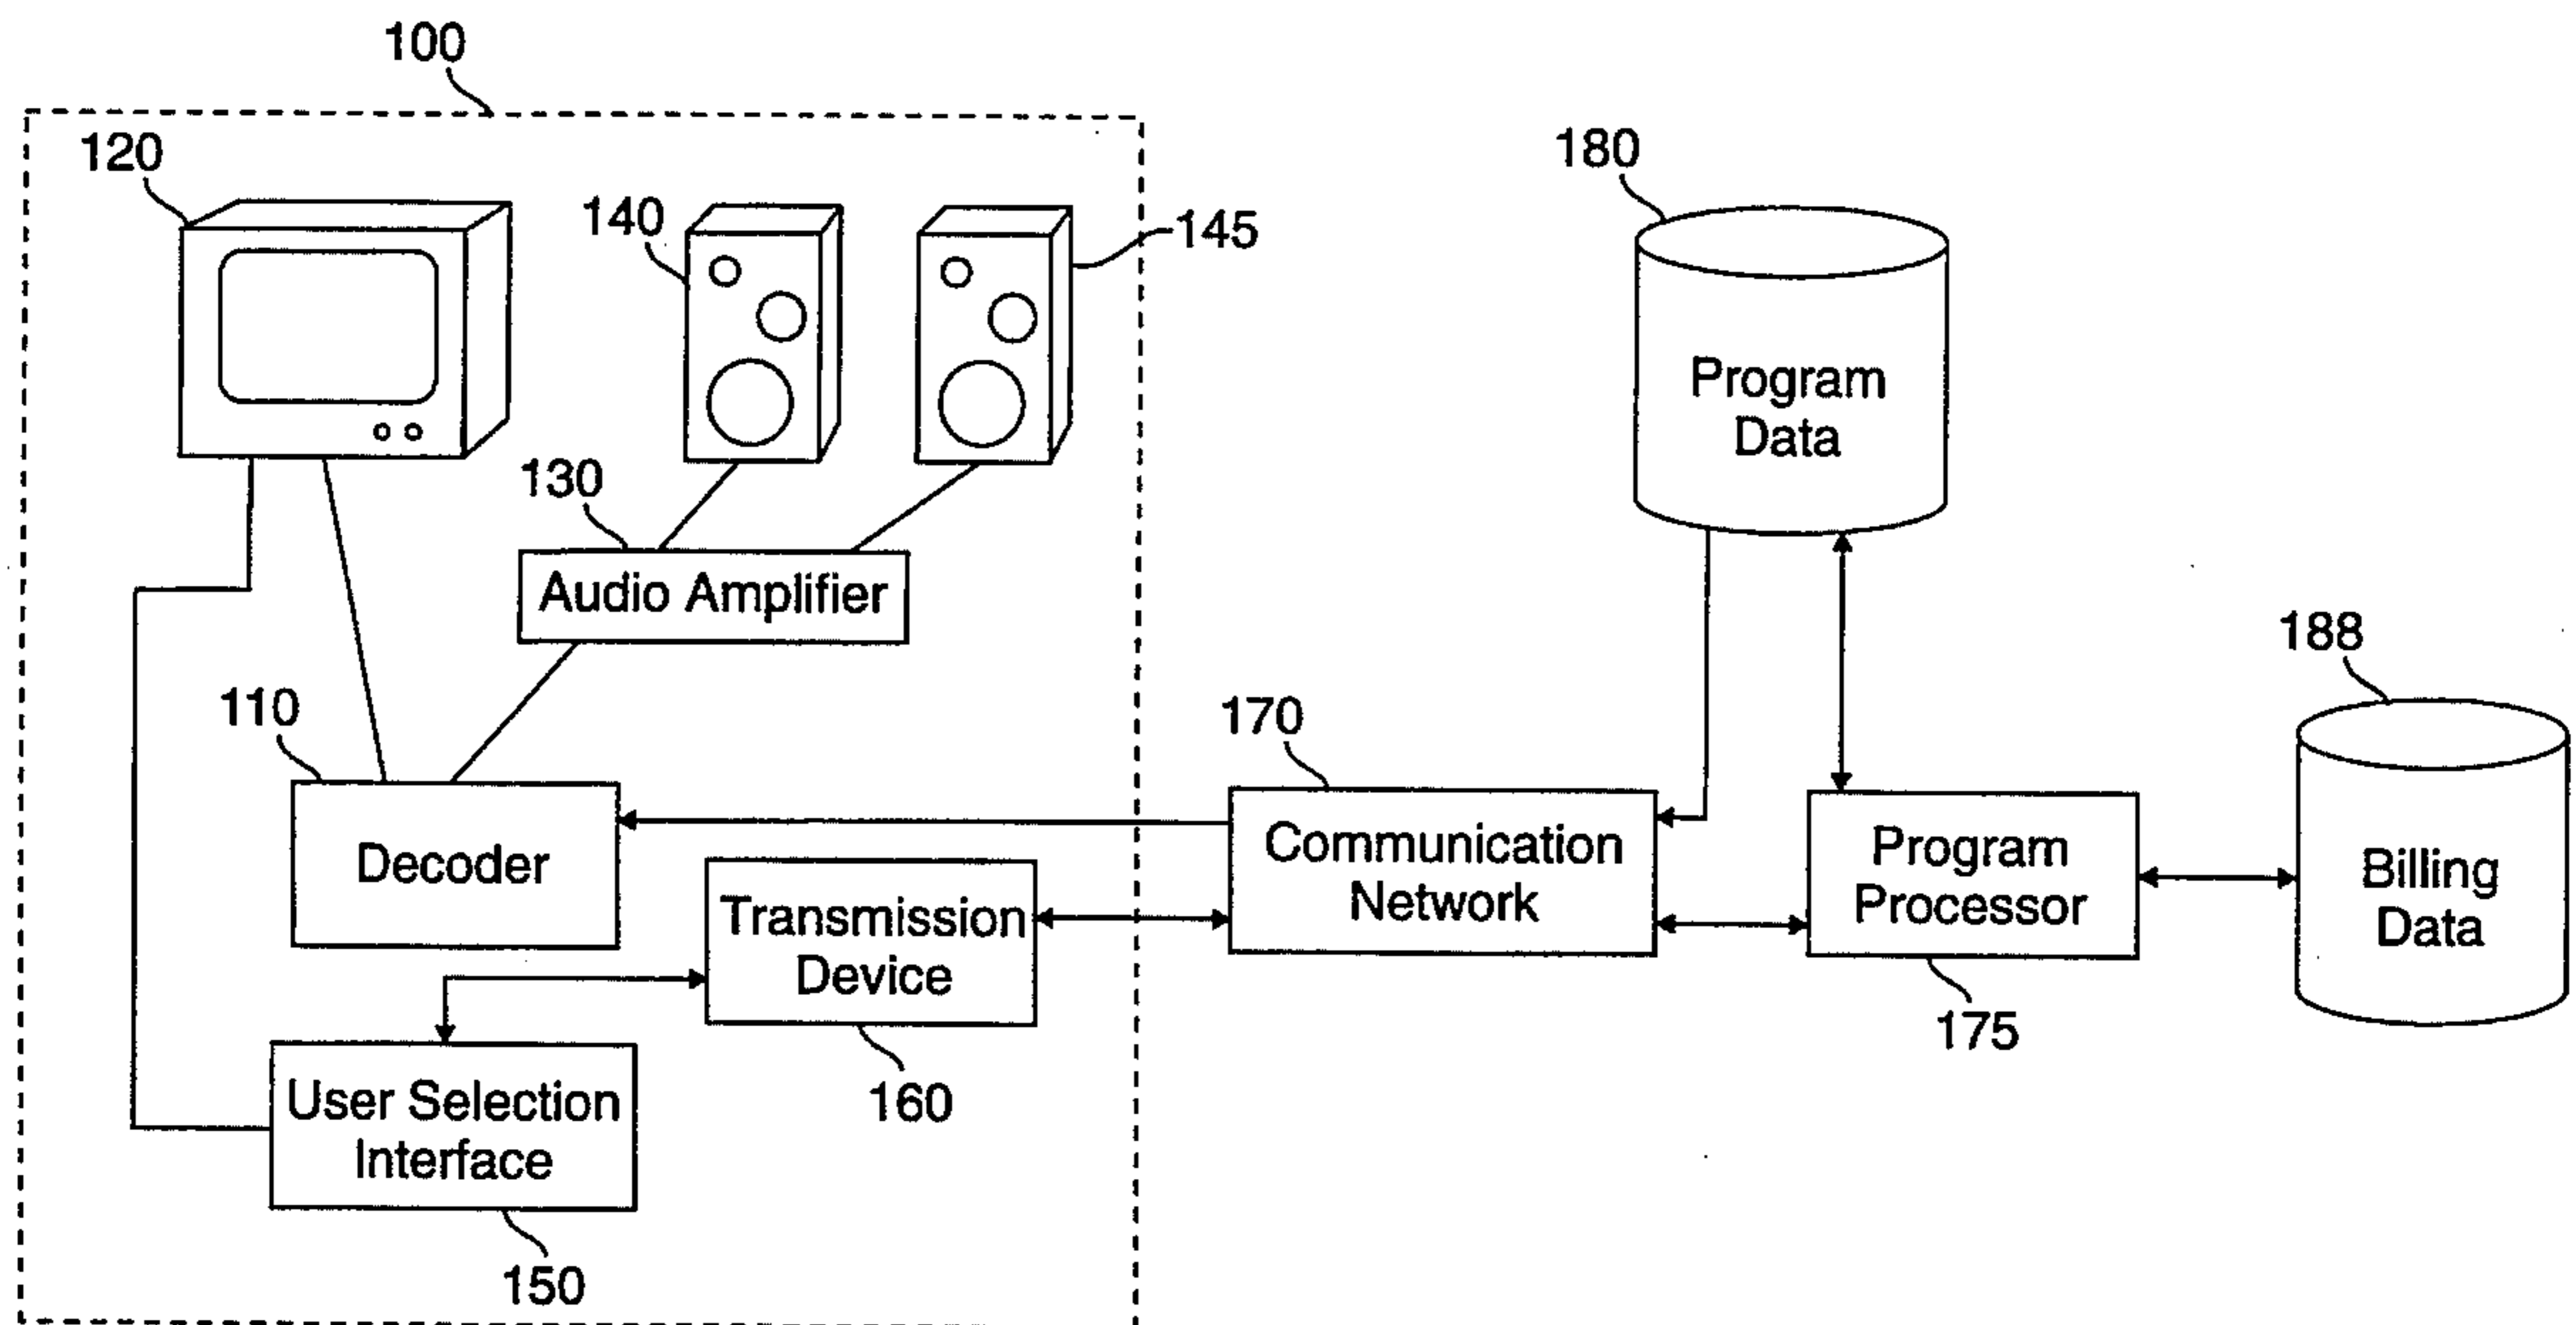 100
120
140
145
180
Program
Data
130
Audio Amplifier
188
110
170
Decoder
Communication
Network
Program
Processor
Billing
Data
Transmission
Device
175
160
User Selection
Interface
150